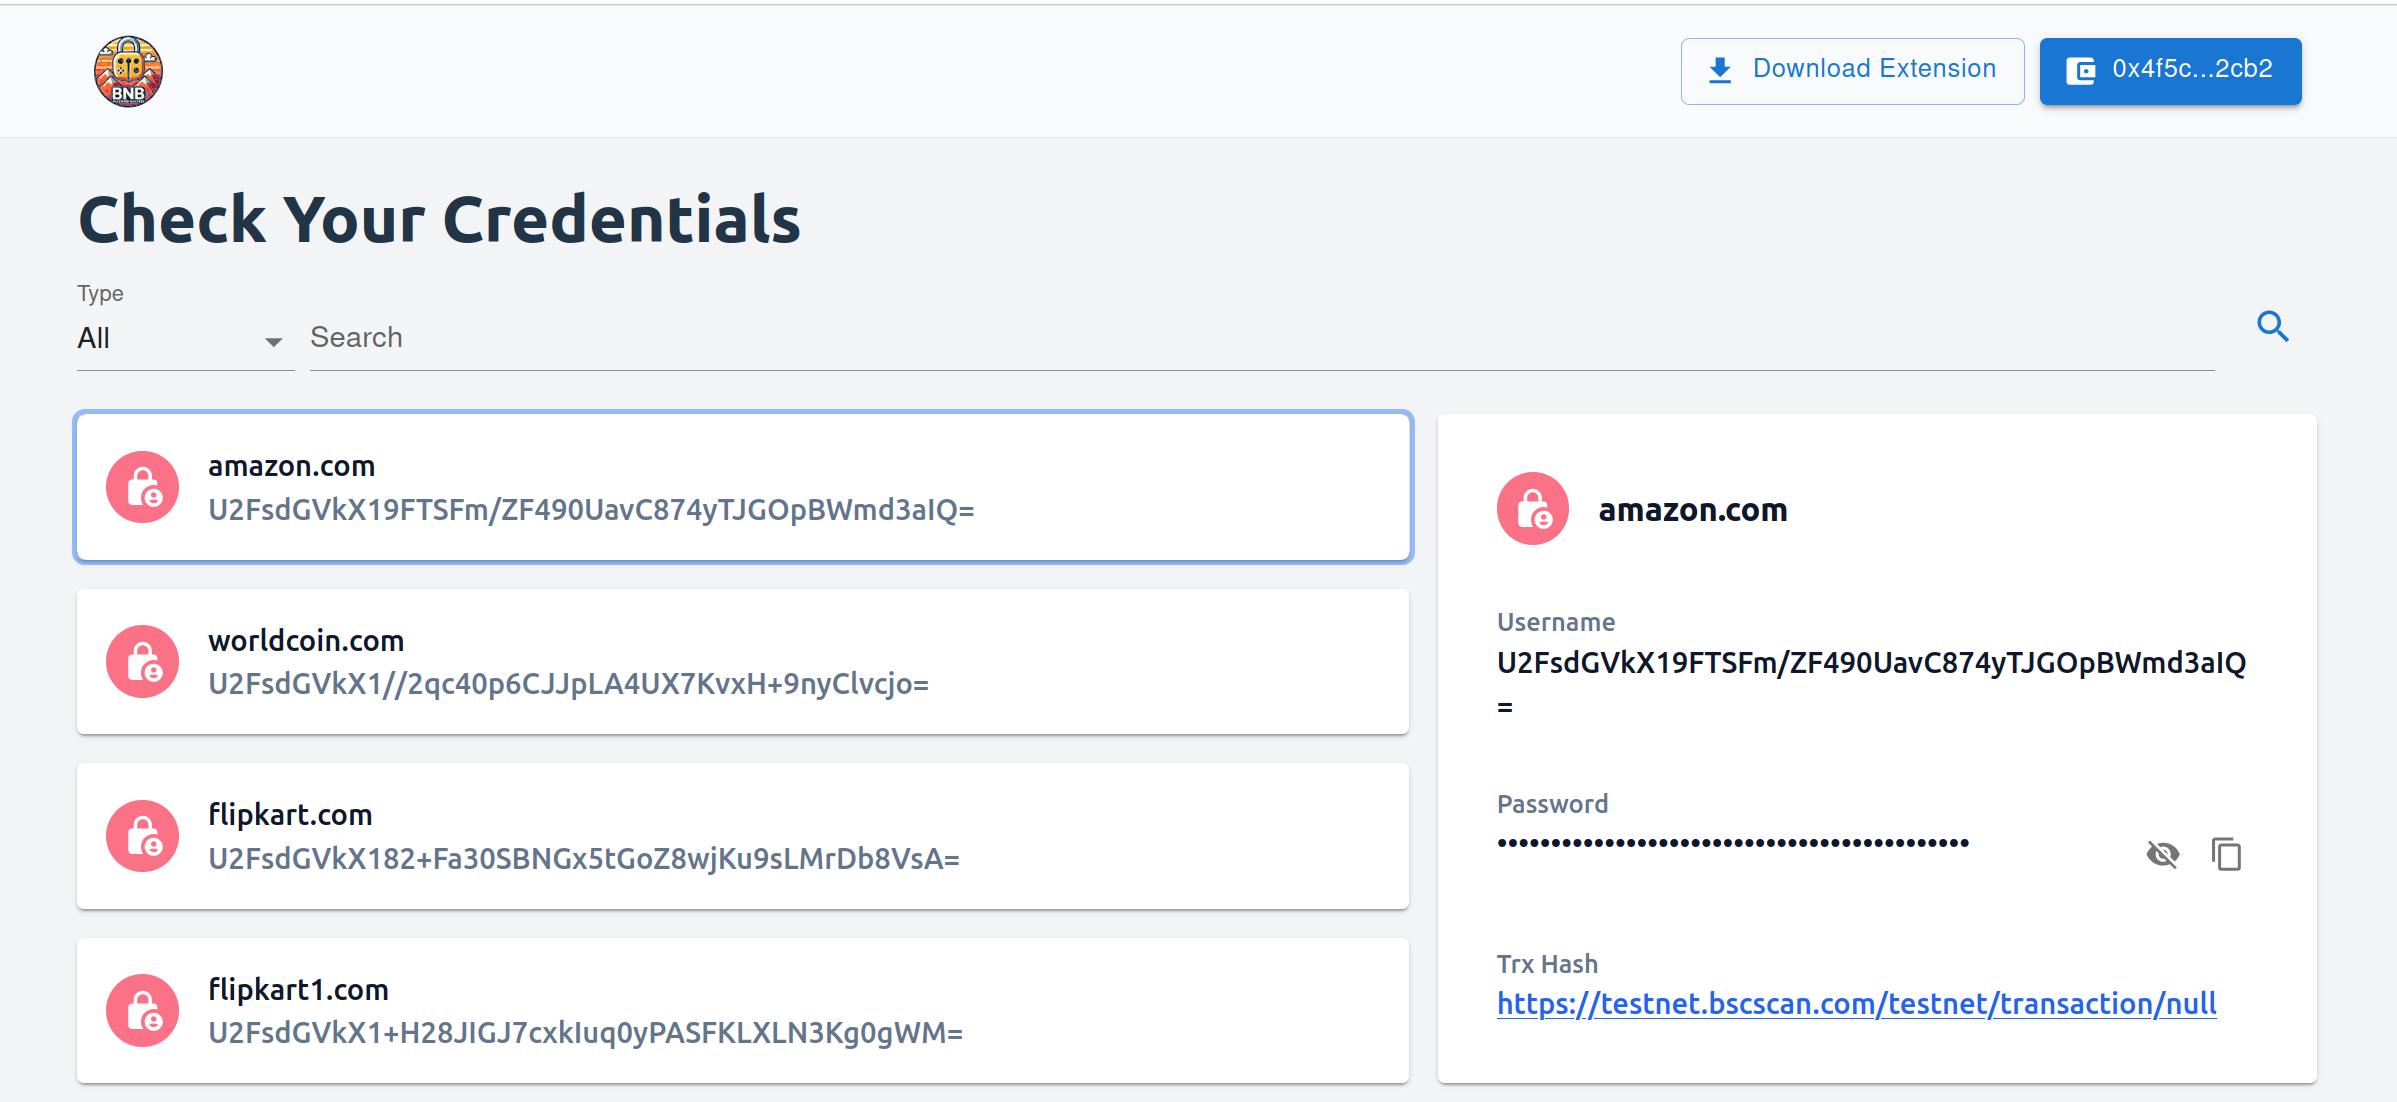 BNB
Download Extension
0x4f5c...2cb2
Check Your Credentials
Type
All
Search
amazon.com
U2FsdGVkX19FTSFm/ZF490UavC874yTJGOpBWmd3aIQ=
worldcoin.com
U2FsdGVkX1//2qc40p6CJJpLA4UX7KvxH+9nyClvcjo=
flipkart.com
U2FsdGVkX182+Fa30SBNGx5tGoZ8wjKu9sLMrDb8VsA=
flipkart1.com
U2FsdGVkX1+H28JIGJ7cxkIuq0yPASFKLXLN3Kg0gWM=
amazon.com
Username
U2FsdGVkX19FTSFm/ZF490UavC874yTJGOpBWmd3aIQ
=
Password
••••••••••••••••••••••••••••••••••••••••••••
Trx Hash
https://testnet.bscscan.com/testnet/transaction/null